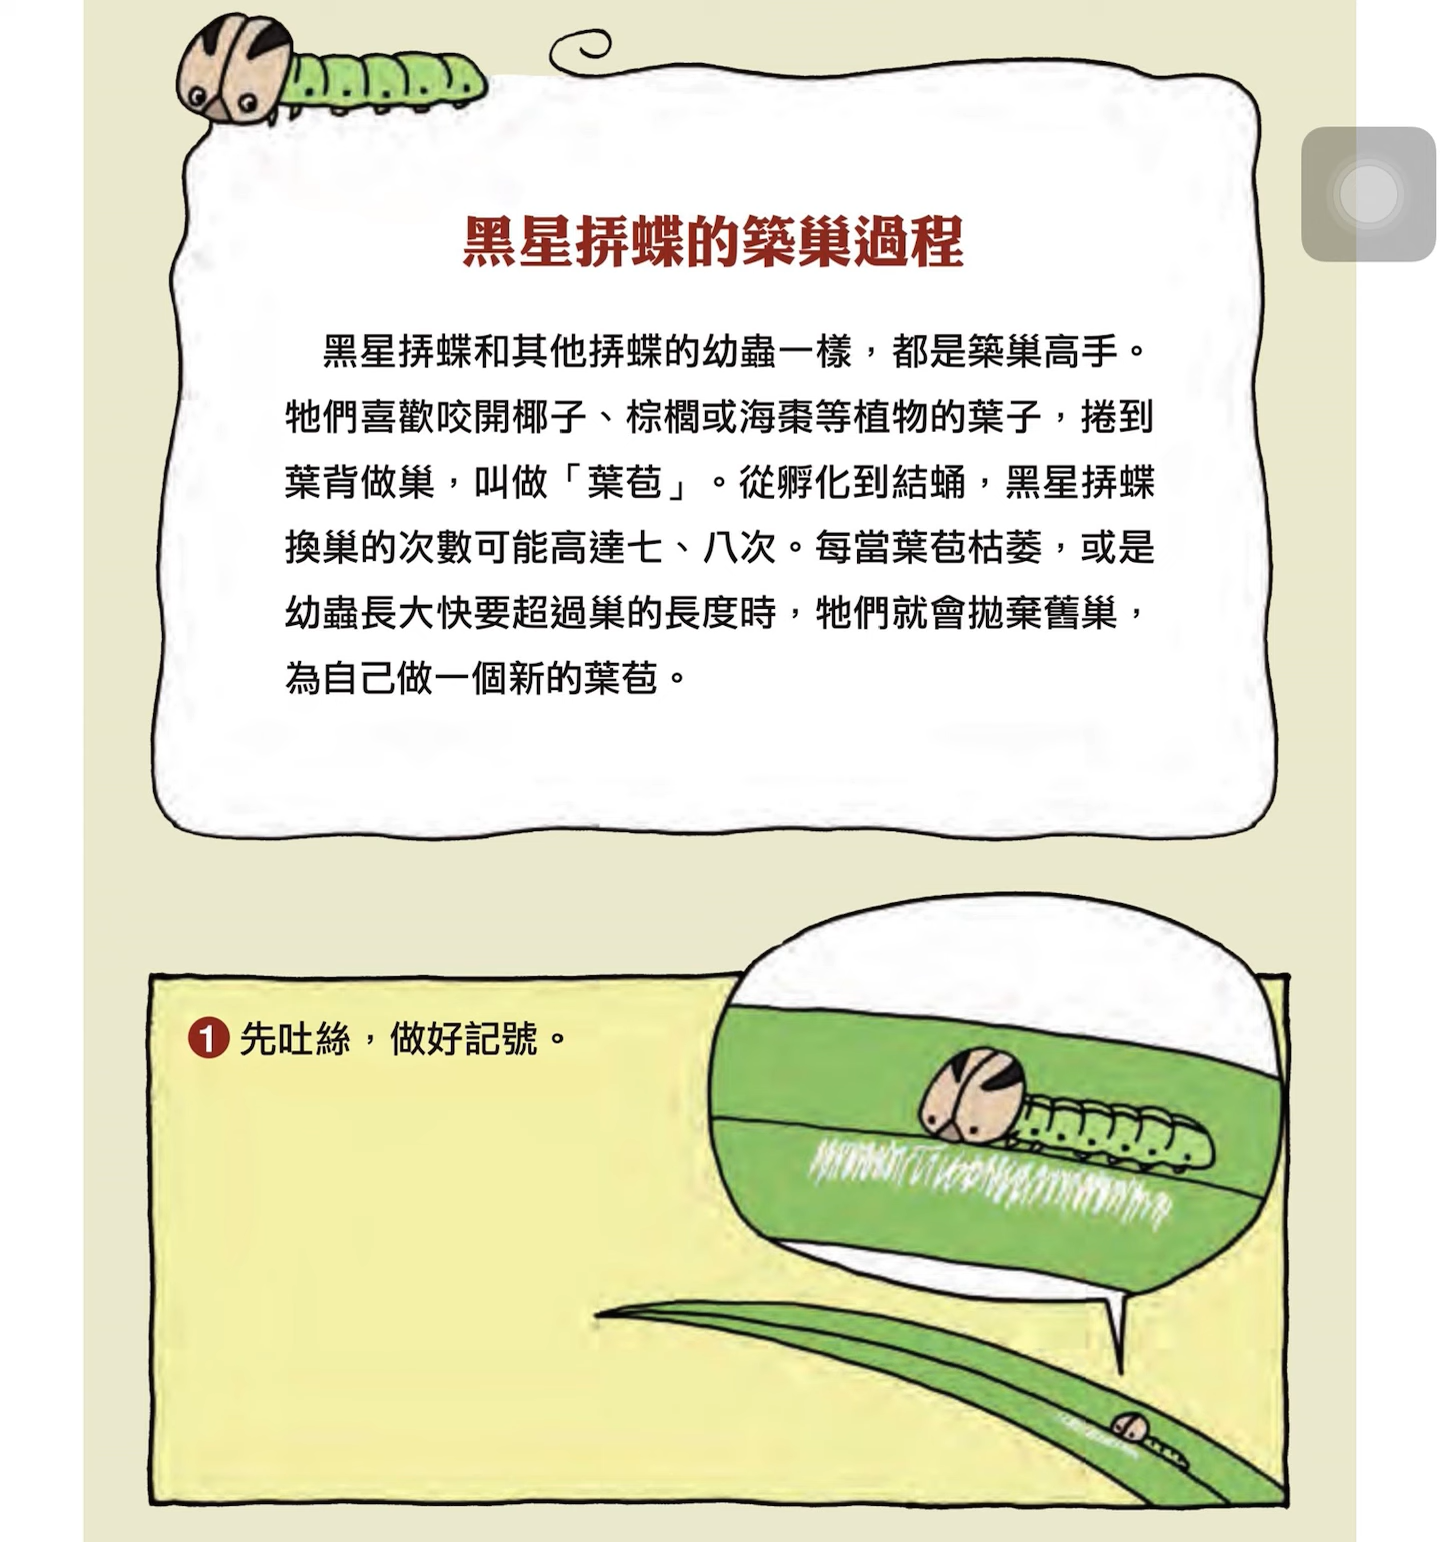 黑星挵蝶的築巢過程
黑星挵蝶和其他挵蝶的幼蟲一樣，都是築巢高手。
牠們喜歡咬開椰子、棕櫚或海棗等植物的葉子，捲到
葉背做巢，叫做「葉苞」。從孵化到結蛹，黑星挵蝶
換巢的次數可能高達七、八次。每當葉苞枯萎，或是
幼蟲長大快要超過巢的長度時，牠們就會拋棄舊巢，
為自己做一個新的葉苞。
1 先吐絲，做好記號。